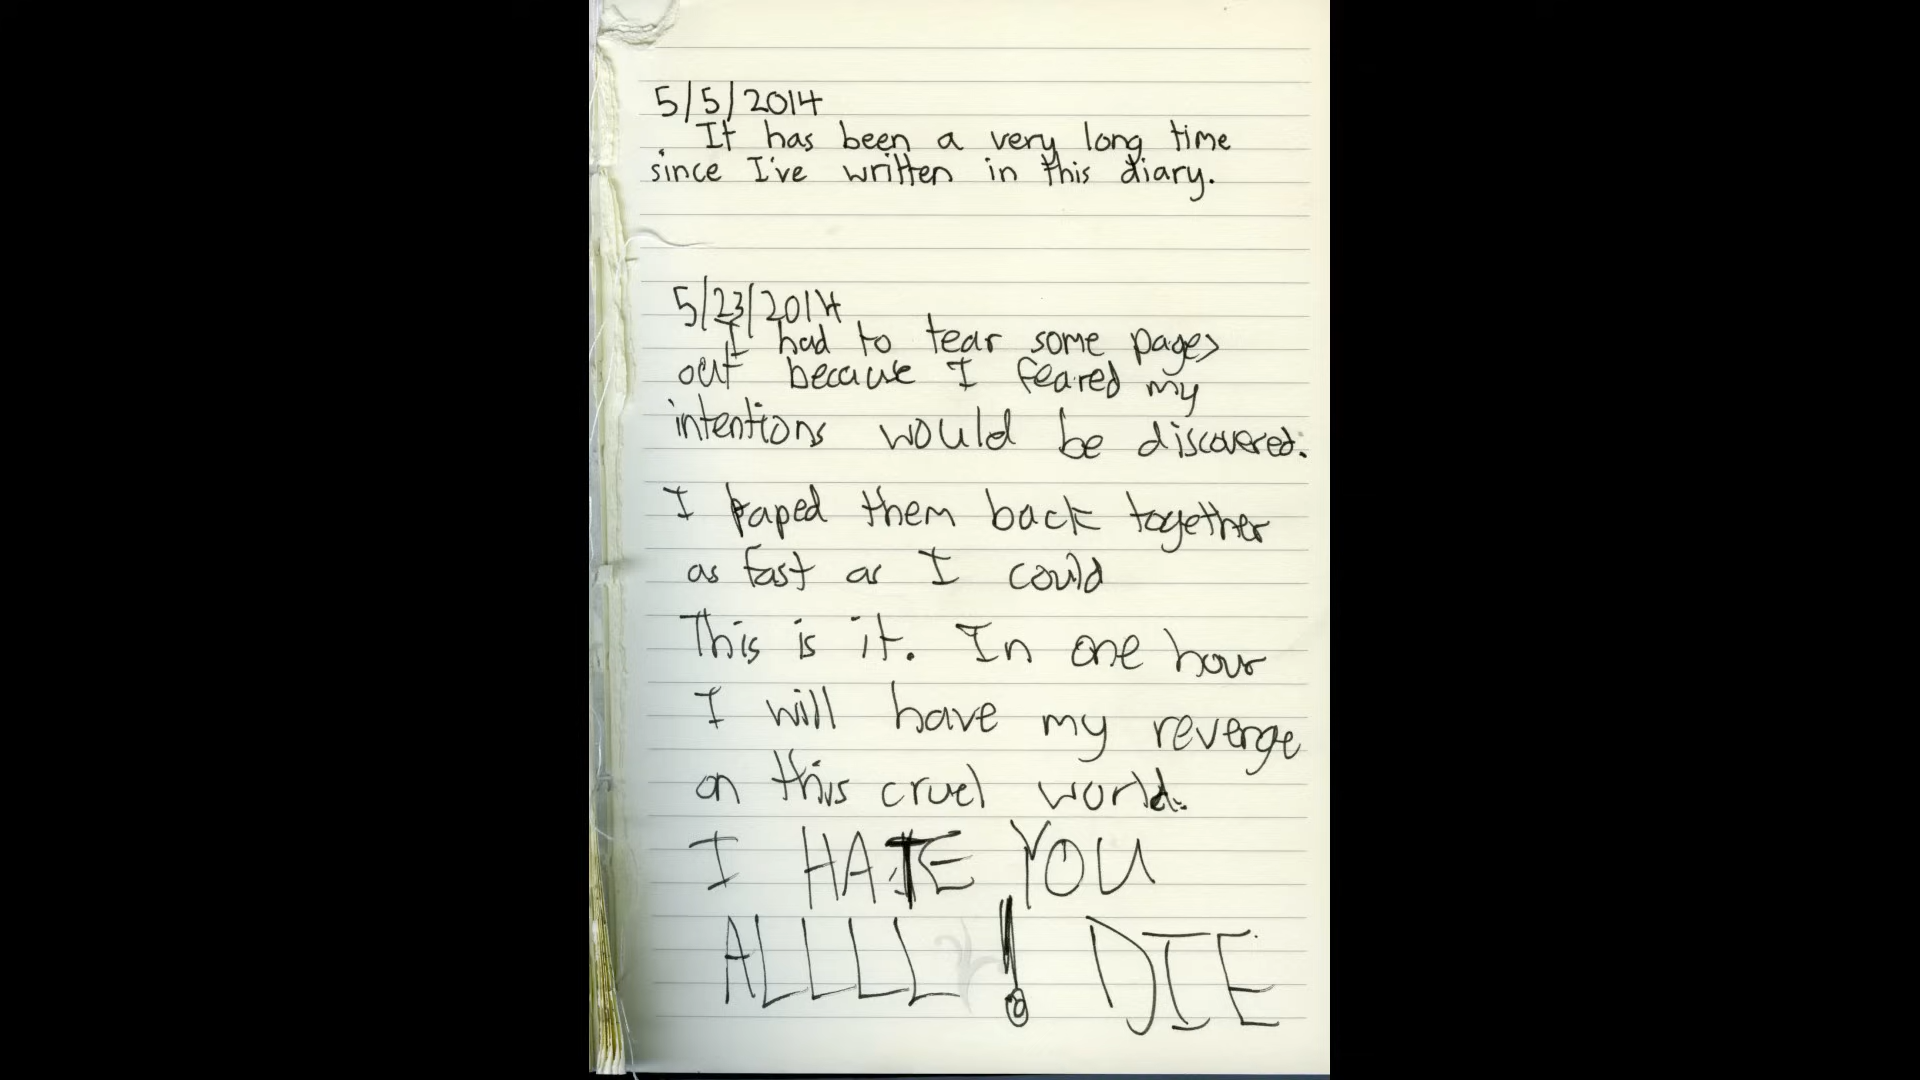 5/5/2014
It has been a very long time
since I've written in this diary.
5/23/2014
I had to tear some pages
out because I feared my
intentions would be discovered.
I taped them back together
as fast as I could
This is it. In one hour
I will have my revenge
on this cruel world.
I HATE YOU
ALLLLL! DIE